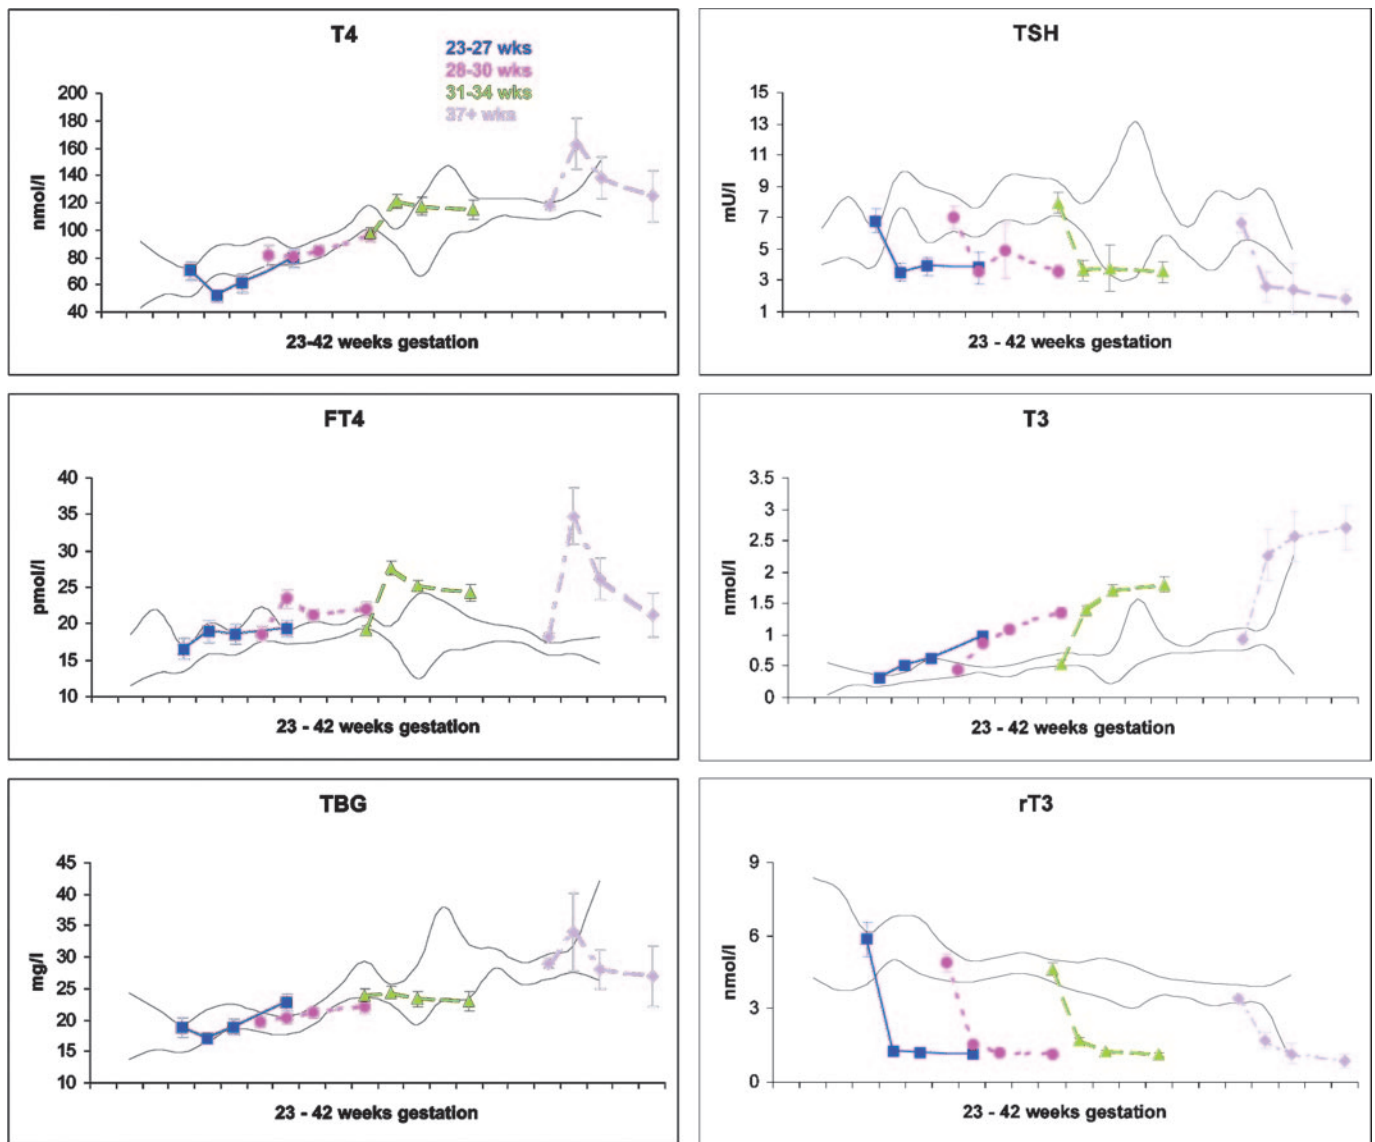 T4
23-27 wks
28-30 wks
31-34 wks
37+ wks
nmol/l
200
180
160
140
120
100
80
60
40
23-42 weeks gestation
TSH
mU/l
15
13
11
9
7
5
3
1
23 - 42 weeks gestation
FT4
pmol/l
40
35
30
25
20
15
10
23 - 42 weeks gestation
T3
nmol/l
3.5
3
2.5
2
1.5
1
0.5
0
23 - 42 weeks gestation
TBG
mg/l
45
40
35
30
25
20
15
10
23 - 42 weeks gestation
rT3
nmol/l
9
6
3
0
23 - 42 weeks gestation